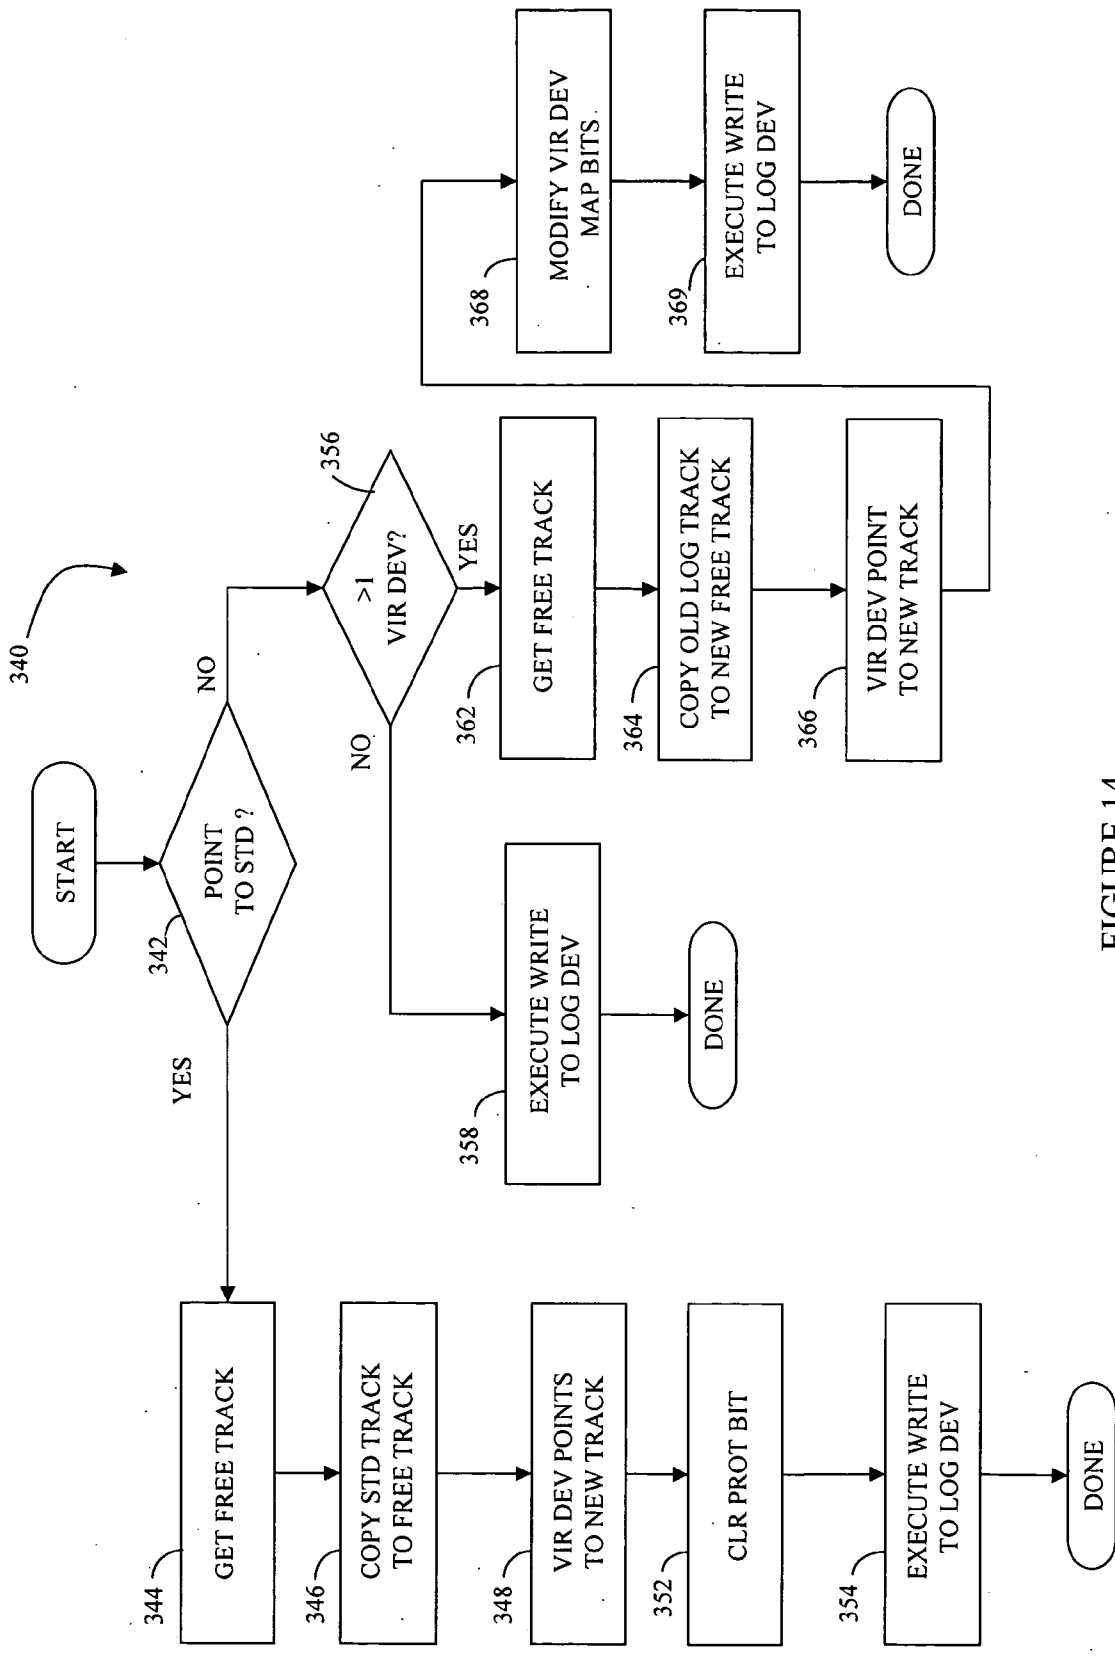 340
START
342
POINT
TO STD ?
YES
NO
344
GET FREE TRACK
346
COPY STD TRACK
TO FREE TRACK
348
VIR DEV POINTS
TO NEW TRACK
352
CLR PROT BIT
354
EXECUTE WRITE
TO LOG DEV
DONE
356
>1
VIR DEV?
NO
YES
358
EXECUTE WRITE
TO LOG DEV
DONE
362
GET FREE TRACK
364
COPY OLD LOG TRACK
TO NEW FREE TRACK
366
VIR DEV POINT
TO NEW TRACK
368
MODIFY VIR DEV
MAP BITS
369
EXECUTE WRITE
TO LOG DEV
DONE
FIGURE 14